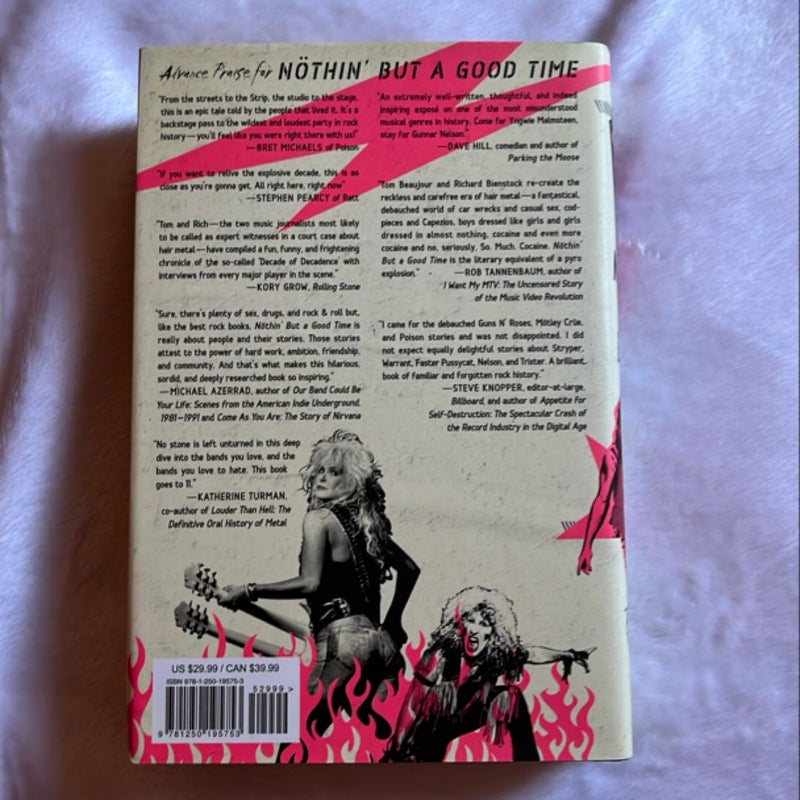 Advance Praise for NÖTHIN' BUT A GOOD TIME
"From the streets to the Strip, the studio to the stage,
this is an epic tale told by the people that lived it. It's a
backstage pass to the wildest and loudest party in rock
history—you'll feel like you were right there with us!"
—BRET MICHAELS of Poison
"If you want to relive the explosive decade, this is as
close as you're gonna get. All right here, right now"
—STEPHEN PEARCY of Ratt
"Tom and Rich—the two music journalists most likely
to be called as expert witnesses in a court case about
hair metal—have compiled a fun, funny, and frightening
chronicle of the so-called 'Decade of Decadence' with
interviews from every major player in the scene."
—KORY GROW, Rolling Stone
"Sure, there's plenty of sex, drugs, and rock & roll but,
like the best rock books, Nöthin' But a Good Time is
really about people and their stories. Those stories
attest to the power of hard work, ambition, friendship,
and community. And that's what makes this hilarious,
sordid, and deeply researched book so inspiring."
—MICHAEL AZERRAD, author of Our Band Could Be
Your Life: Scenes from the American Indie Underground,
1981–1991 and Come As You Are: The Story of Nirvana
"No stone is left unturned in this deep
dive into the bands you love, and the
bands you love to hate. This book
goes to 11."
—KATHERINE TURMAN,
co-author of Louder Than Hell: The
Definitive Oral History of Metal
"An extremely well-written, thoughtful, and indeed
inspiring exposé on one of the most misunderstood
musical genres in history. Come for Yngwie Malmsteen,
stay for Gunnar Nelson."
—DAVE HILL, comedian and author of
Parking the Moose
"Tom Beaujour and Richard Bienstock re-create the
reckless and carefree era of hair metal—a fantastical,
debauched world of car wrecks and casual sex, cod-
pieces and Capezios, boys dressed like girls and girls
dressed in almost nothing, cocaine and even more
cocaine and no, seriously. So. Much. Cocaine. Nöthin'
But a Good Time is the literary equivalent of a pyro
explosion." —ROB TANNENBAUM, author of
I Want My MTV: The Uncensored Story
of the Music Video Revolution
"I came for the debauched Guns N' Roses, Mötley Crüe,
and Poison stories and was not disappointed. I did
not expect equally delightful stories about Stryper,
Warrant, Faster Pussycat, Nelson, and Trixter. A brilliant
book of familiar and forgotten rock history."
—STEVE KNOPPER, editor-at-large,
Billboard, and author of Appetite for
Self-Destruction: The Spectacular Crash of
the Record Industry in the Digital Age
US $29.99 / CAN $39.99
ISBN 978-1-250-19575-3
52999>
9 781250 195753